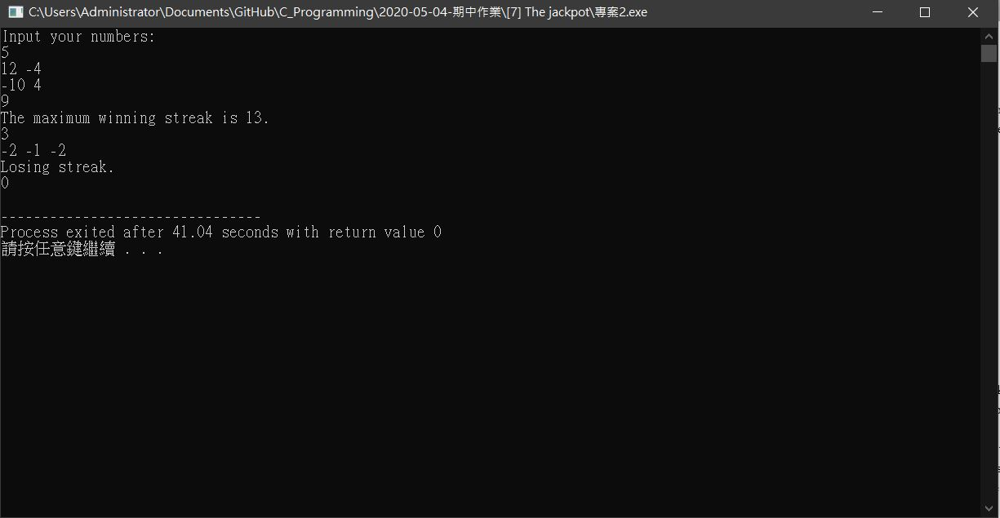 C:\Users\Administrator\Documents\GitHub\C_Programming\2020-05-04-期中作業\[7] The jackpot\專案2.exe
Input your numbers:
5
12 -4
-10 4
9
The maximum winning streak is 13.
3
-2 -1 -2
Losing streak.
0
--------------------------------
Process exited after 41.04 seconds with return value 0
請按任意鍵繼續 . . .